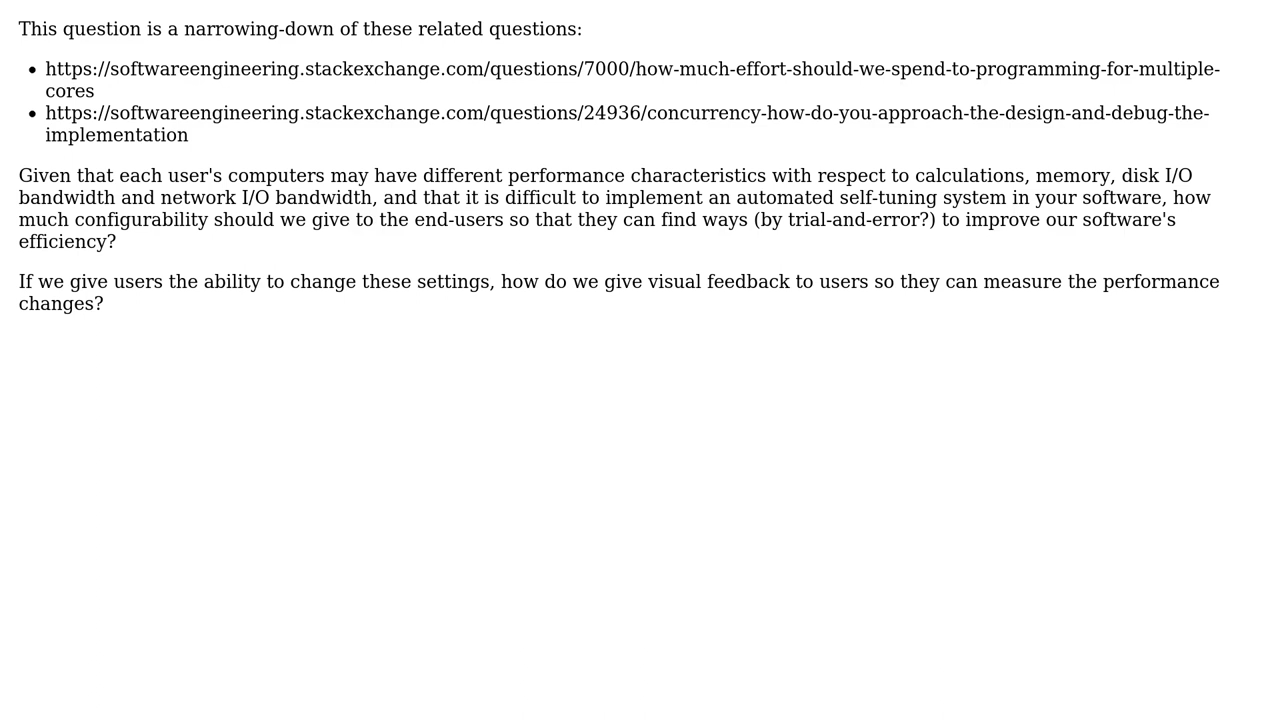 This question is a narrowing-down of these related questions:
• https://softwareengineering.stackexchange.com/questions/7000/how-much-effort-should-we-spend-to-programming-for-multiple-
cores
• https://softwareengineering.stackexchange.com/questions/24936/concurrency-how-do-you-approach-the-design-and-debug-the-
implementation
Given that each user's computers may have different performance characteristics with respect to calculations, memory, disk I/O
bandwidth and network I/O bandwidth, and that it is difficult to implement an automated self-tuning system in your software, how
much configurability should we give to the end-users so that they can find ways (by trial-and-error?) to improve our software's
efficiency?
If we give users the ability to change these settings, how do we give visual feedback to users so they can measure the performance
changes?